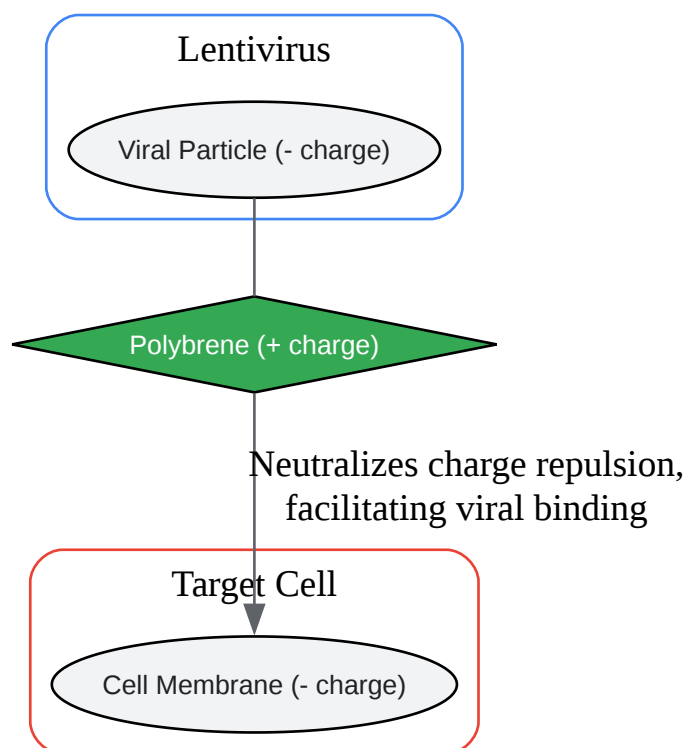 Lentivirus
Viral Particle (- charge)
Polybrene (+ charge)
Neutralizes charge repulsion,
facilitating viral binding
Target Cell
Cell Membrane (- charge)